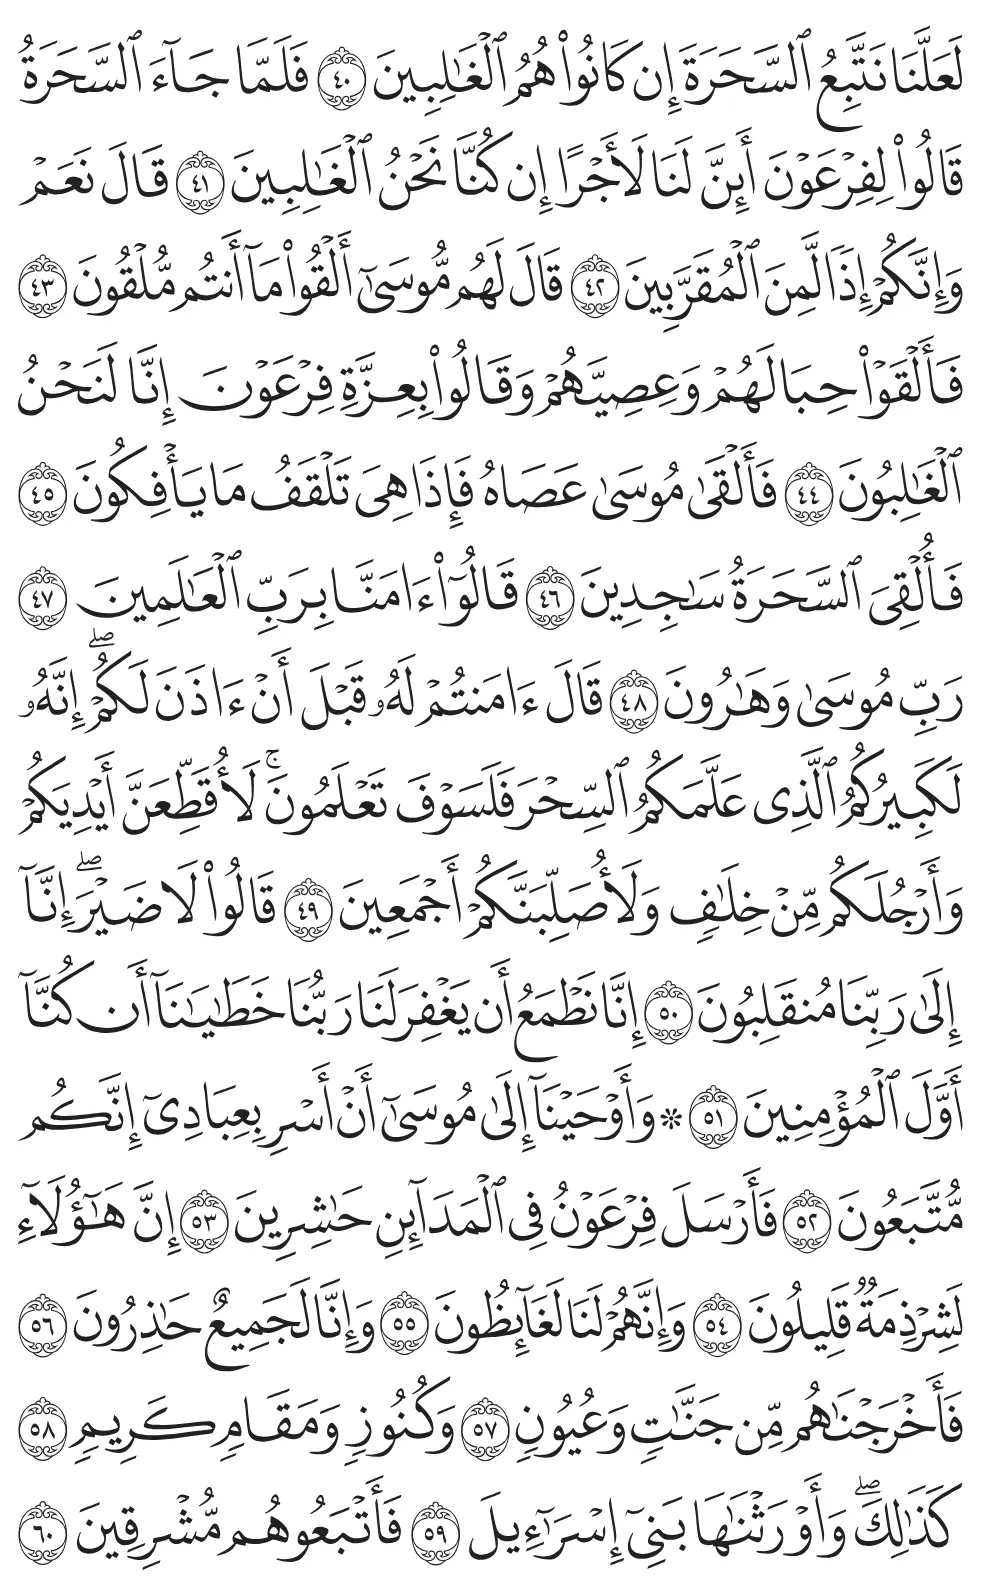 لَعَلَّنَا نَتَّبِعُ ٱلسَّحَرَةَ إِن كَانُوا۟ هُمُ ٱلْغَـٰلِبِينَ ٤٠ فَلَمَّا جَآءَ ٱلسَّحَرَةُ
قَالُوا۟ لِفِرْعَوْنَ أَئِنَّ لَنَا لَأَجْرًا إِن كُنَّا نَحْنُ ٱلْغَـٰلِبِينَ ٤١ قَالَ نَعَمْ
وَإِنَّكُمْ إِذًا لَّمِنَ ٱلْمُقَرَّبِينَ ٤٢ قَالَ لَهُم مُّوسَىٰٓ أَلْقُوا۟ مَآ أَنتُم مُّلْقُونَ ٤٣
فَأَلْقَوْا۟ حِبَالَهُمْ وَعِصِيَّهُمْ وَقَالُوا۟ بِعِزَّةِ فِرْعَوْنَ إِنَّا لَنَحْنُ
ٱلْغَـٰلِبُونَ ٤٤ فَأَلْقَىٰ مُوسَىٰ عَصَاهُ فَإِذَا هِىَ تَلْقَفُ مَا يَأْفِكُونَ ٤٥
فَأُلْقِىَ ٱلسَّحَرَةُ سَـٰجِدِينَ ٤٦ قَالُوٓا۟ ءَامَنَّا بِرَبِّ ٱلْعَـٰلَمِينَ ٤٧
رَبِّ مُوسَىٰ وَهَـٰرُونَ ٤٨ قَالَ ءَامَنتُمْ لَهُۥ قَبْلَ أَنْ ءَاذَنَ لَكُمْ ۖ إِنَّهُۥ
لَكَبِيرُكُمُ ٱلَّذِى عَلَّمَكُمُ ٱلسِّحْرَ فَلَسَوْفَ تَعْلَمُونَ ۚ لَأُقَطِّعَنَّ أَيْدِيَكُمْ
وَأَرْجُلَكُم مِّنْ خِلَـٰفٍ وَلَأُصَلِّبَنَّكُمْ أَجْمَعِينَ ٤٩ قَالُوا۟ لَا ضَيْرَ ۖ إِنَّآ
إِلَىٰ رَبِّنَا مُنقَلِبُونَ ٥٠ إِنَّا نَطْمَعُ أَن يَغْفِرَ لَنَا رَبُّنَا خَطَـٰيَـٰنَآ أَن كُنَّآ
أَوَّلَ ٱلْمُؤْمِنِينَ ٥١ ۞ وَأَوْحَيْنَآ إِلَىٰ مُوسَىٰٓ أَنْ أَسْرِ بِعِبَادِىٓ إِنَّكُم
مُّتَّبَعُونَ ٥٢ فَأَرْسَلَ فِرْعَوْنُ فِى ٱلْمَدَآئِنِ حَـٰشِرِينَ ٥٣ إِنَّ هَـٰٓؤُلَآءِ
لَشِرْذِمَةٌ قَلِيلُونَ ٥٤ وَإِنَّهُمْ لَنَا لَغَآئِظُونَ ٥٥ وَإِنَّا لَجَمِيعٌ حَـٰذِرُونَ ٥٦
فَأَخْرَجْنَـٰهُم مِّن جَنَّـٰتٍ وَعُيُونٍ ٥٧ وَكُنُوزٍ وَمَقَامٍ كَرِيمٍ ٥٨
كَذَٰلِكَ ۖ وَأَوْرَثْنَـٰهَا بَنِىٓ إِسْرَٰٓءِيلَ ٥٩ فَأَتْبَعُوهُم مُّشْرِقِينَ ٦٠